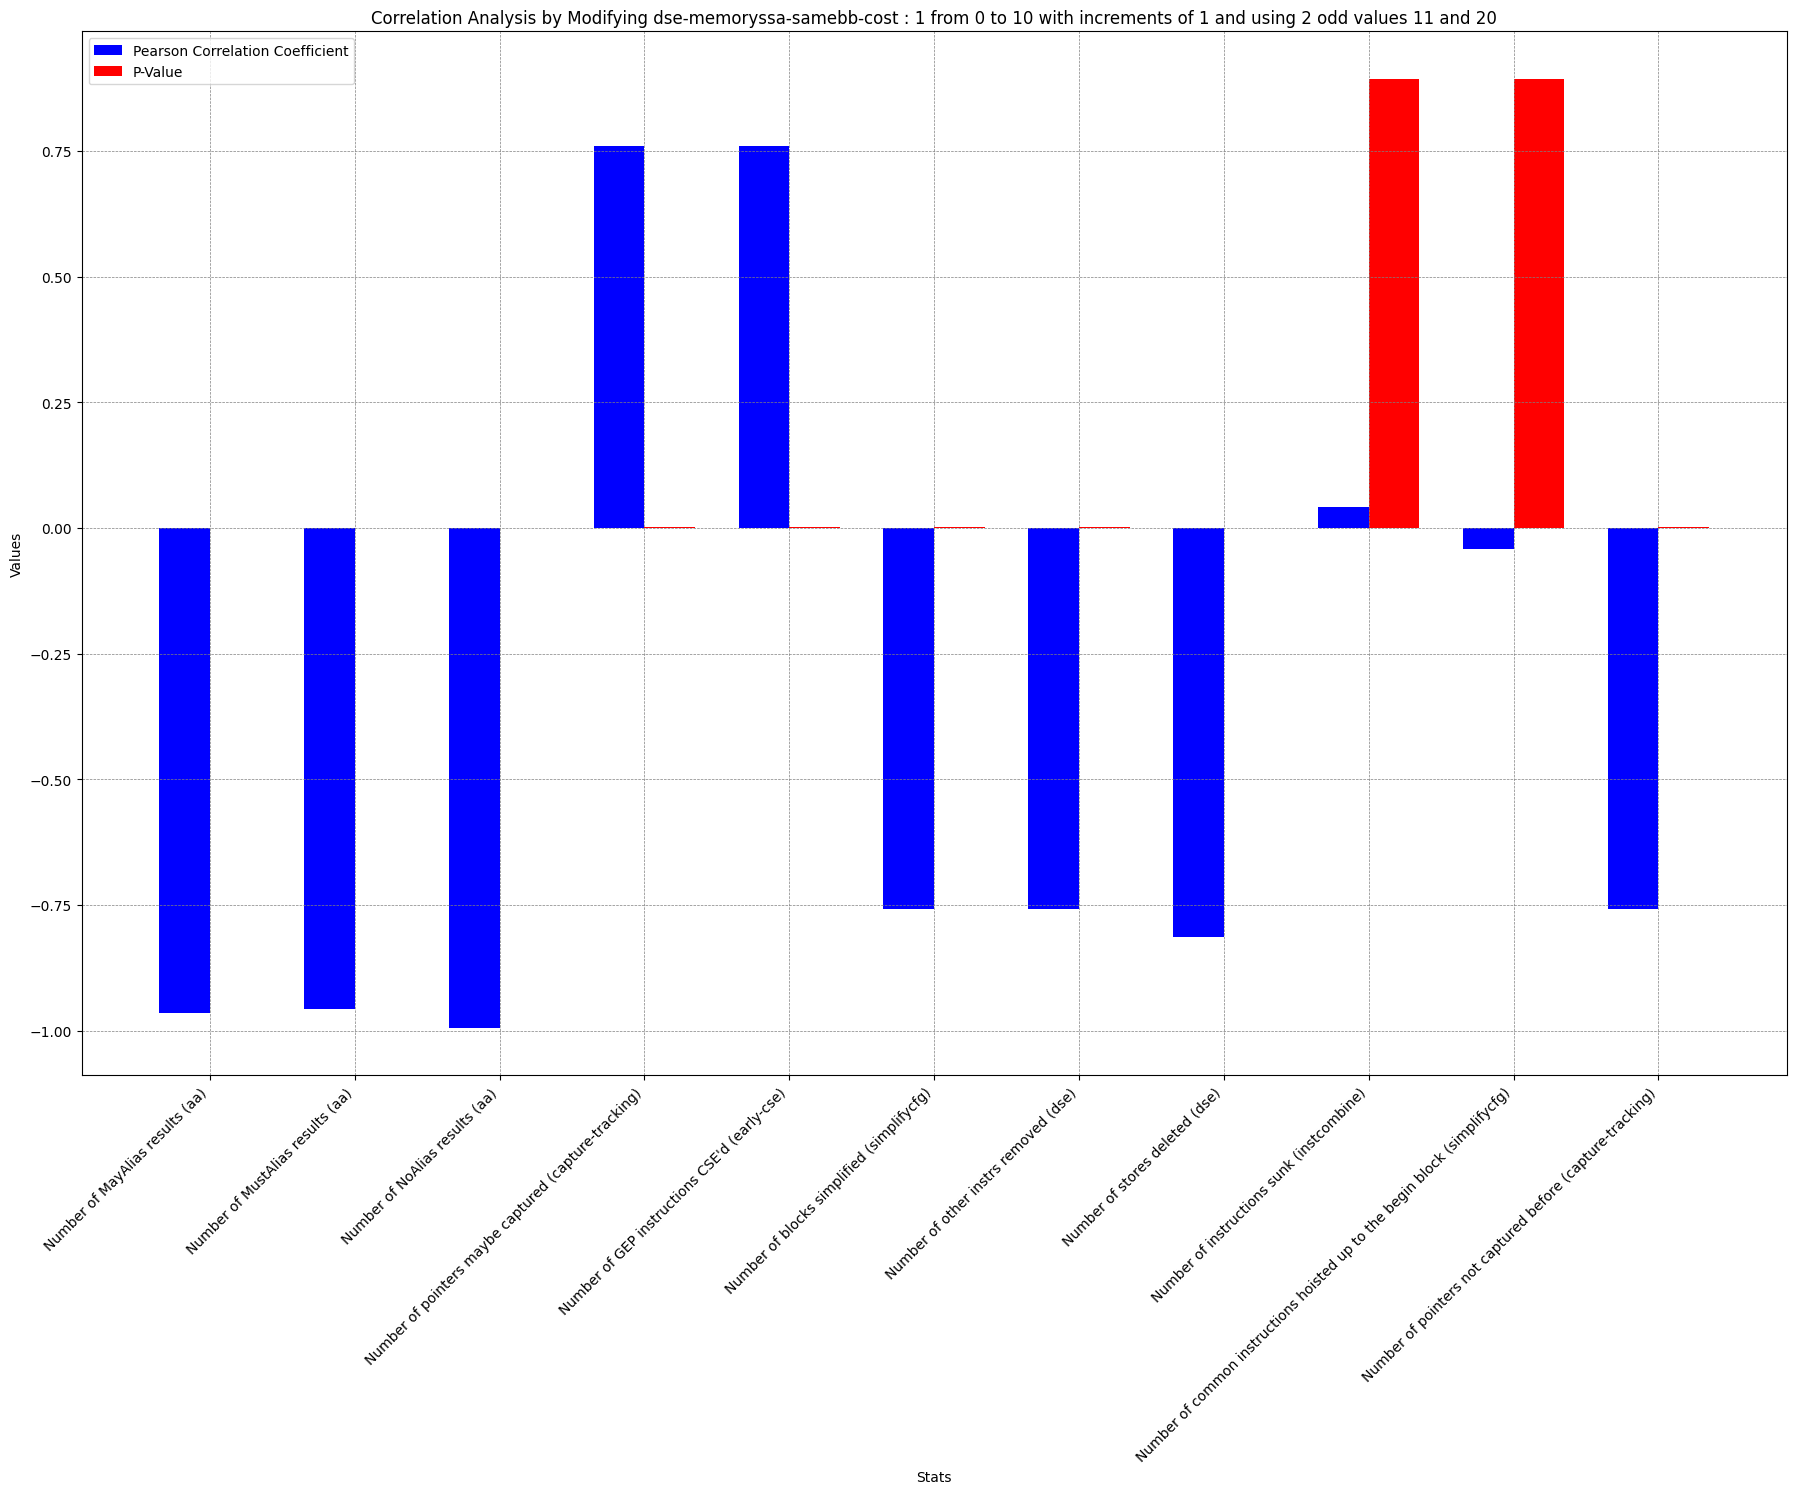 Correlation Analysis by Modifying dse-memoryssa-samebb-cost : 1 from 0 to 10 with increments of 1 and using 2 odd values 11 and 20
Pearson Correlation Coefficient
P-Value
0.75
0.50
0.25
0.00
−0.25
−0.50
−0.75
−1.00
Values
Number of MayAlias results (aa)
Number of MustAlias results (aa)
Number of NoAlias results (aa)
Number of pointers maybe captured (capture-tracking)
Number of GEP instructions CSE'd (early-cse)
Number of blocks simplified (simplifycfg)
Number of other instrs removed (dse)
Number of stores deleted (dse)
Number of instructions sunk (instcombine)
Number of common instructions hoisted up to the begin block (simplifycfg)
Number of pointers not captured before (capture-tracking)
Stats